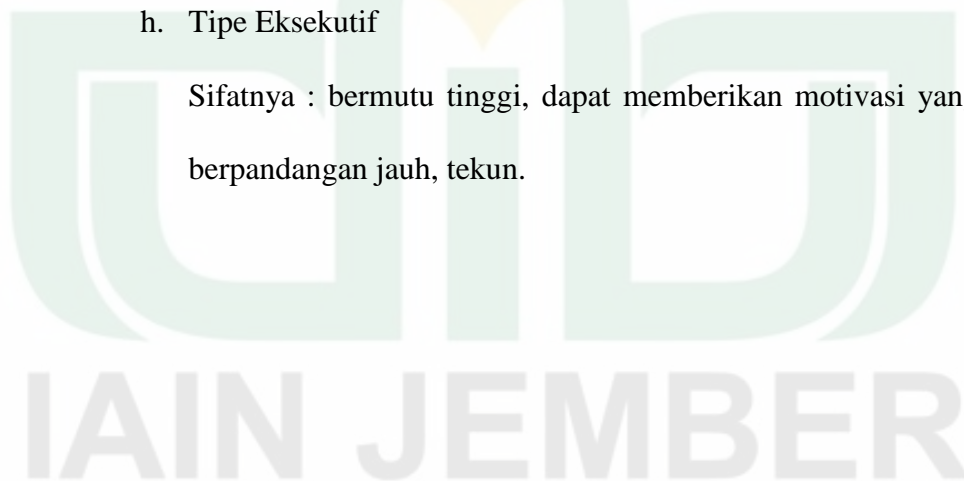 h. Tipe Eksekutif
Sifatnya : bermutu tinggi, dapat memberikan motivasi yan
berpandangan jauh, tekun.
IAIN JEMBER